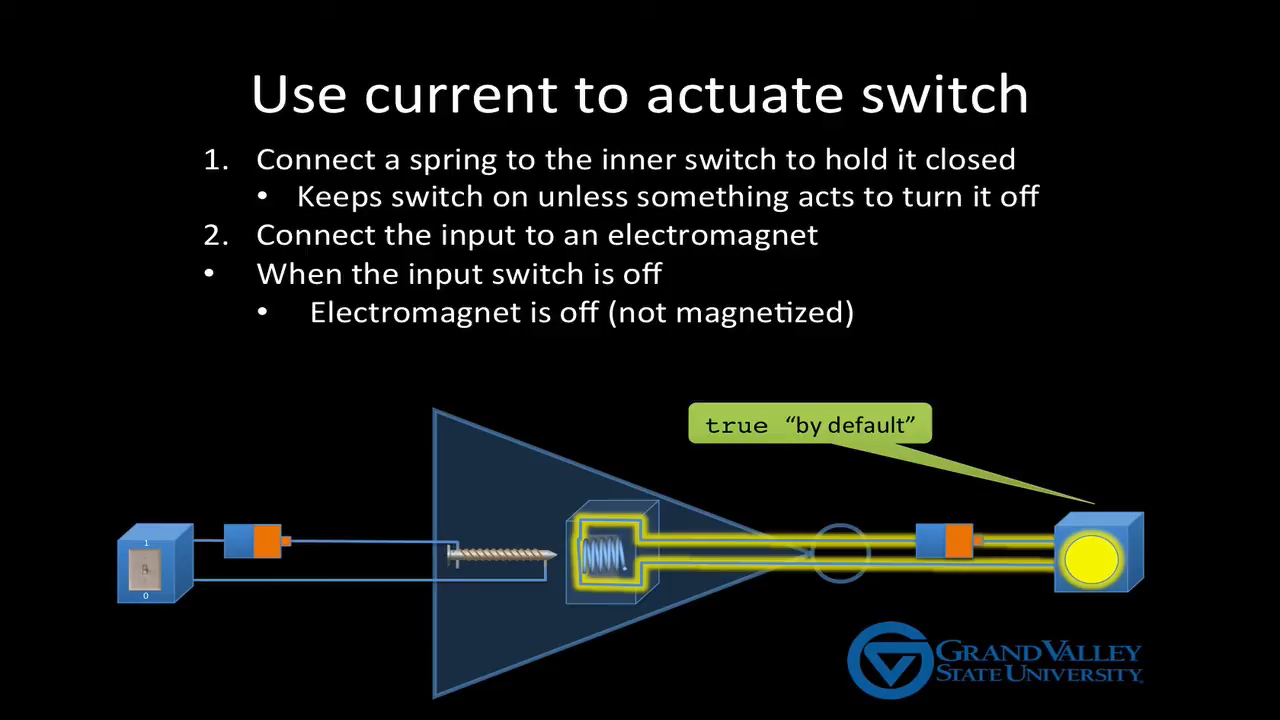 Use current to actuate switch
1. Connect a spring to the inner switch to hold it closed
• Keeps switch on unless something acts to turn it off
2. Connect the input to an electromagnet
• When the input switch is off
• Electromagnet is off (not magnetized)
true “by default”
1
0
GRAND VALLEY
STATE UNIVERSITY